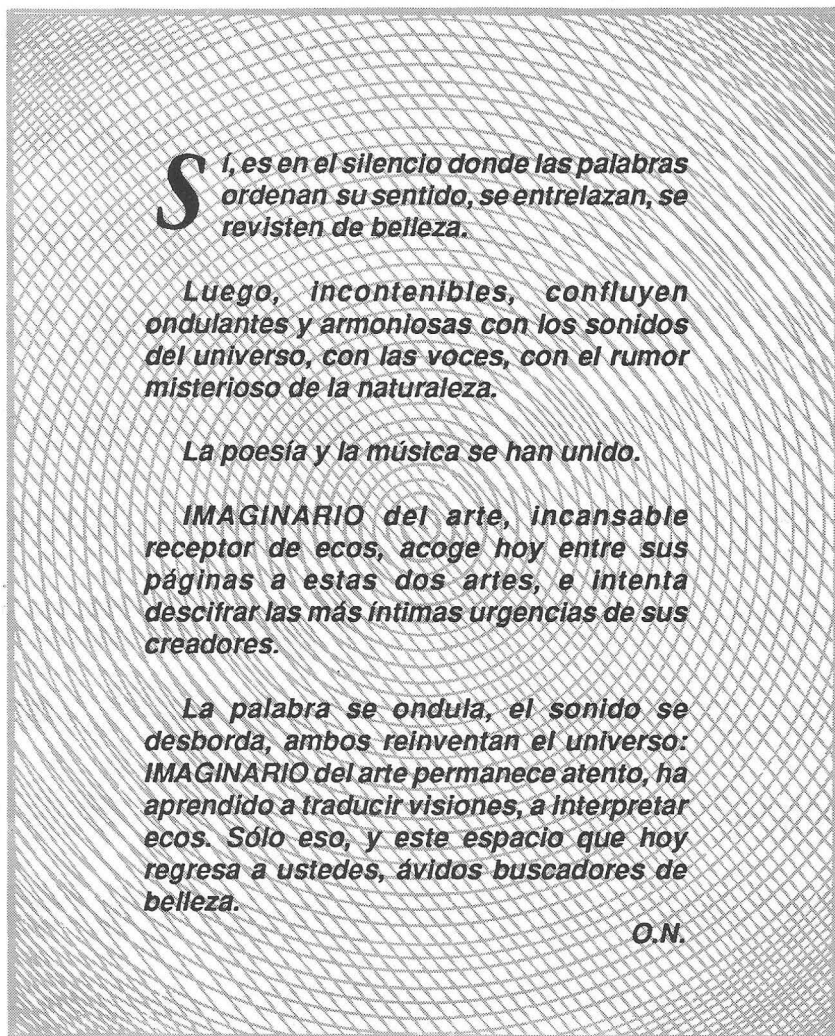 Sí, es en el silencio donde las palabras
ordenan su sentido, se entrelazan, se
revisten de belleza.
Luego, incontenibles, confluyen
ondulantes y armoniosas con los sonidos
del universo, con las voces, con el rumor
misterioso de la naturaleza.
La poesía y la música se han unido.
IMAGINARIO del arte, incansable
receptor de ecos, acoge hoy entre sus
páginas a estas dos artes, e intenta
descifrar las más íntimas urgencias de sus
creadores.
La palabra se ondula, el sonido se
desborda, ambos reinventan el universo:
IMAGINARIO del arte permanece atento, ha
aprendido a traducir visiones, a interpretar
ecos. Sólo eso, y este espacio que hoy
regresa a ustedes, ávidos buscadores de
belleza.
O.N.